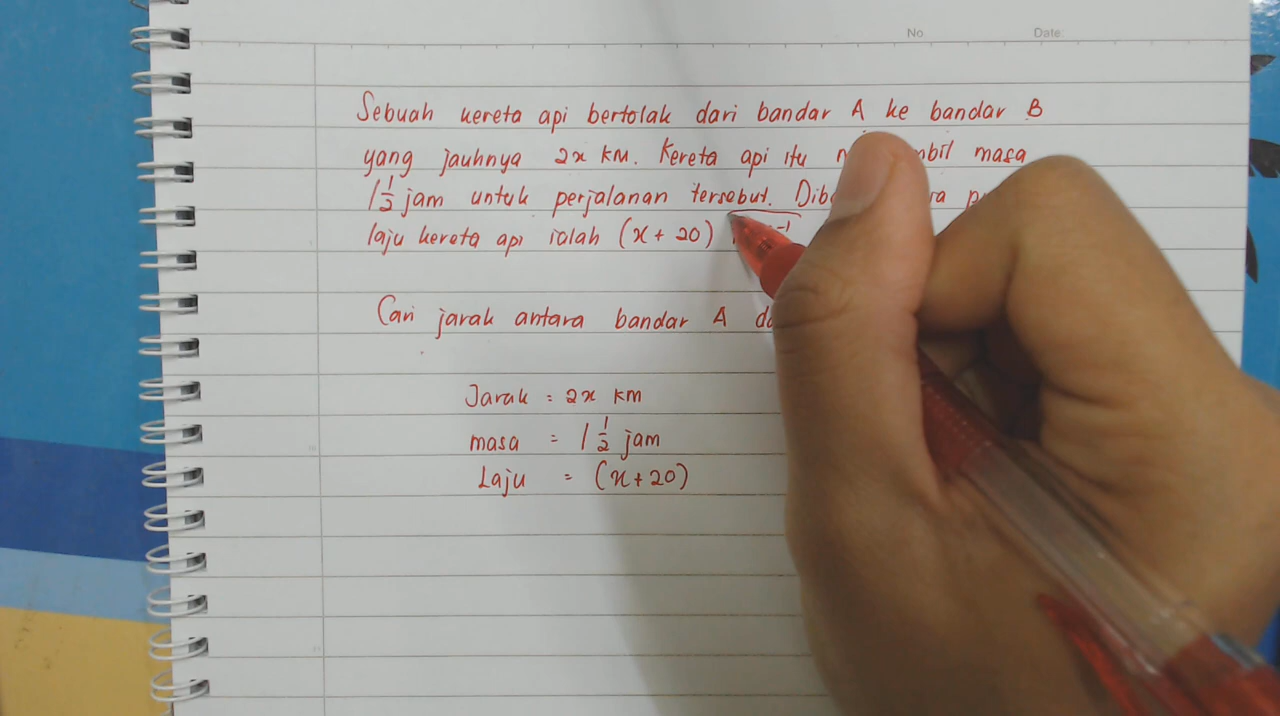 No
Date
Sebuah kereta api bertolak dari bandar A ke bandar B
yang jauhnya 2x KM. Kereta api itu masa
1 1/2 jam untuk perjalanan tersebut.
laju kereta api ialah (x + 20)
Cari jarak antara bandar A
Jarak = 2x KM
masa = 1 1/2 jam
Laju = (x + 20)